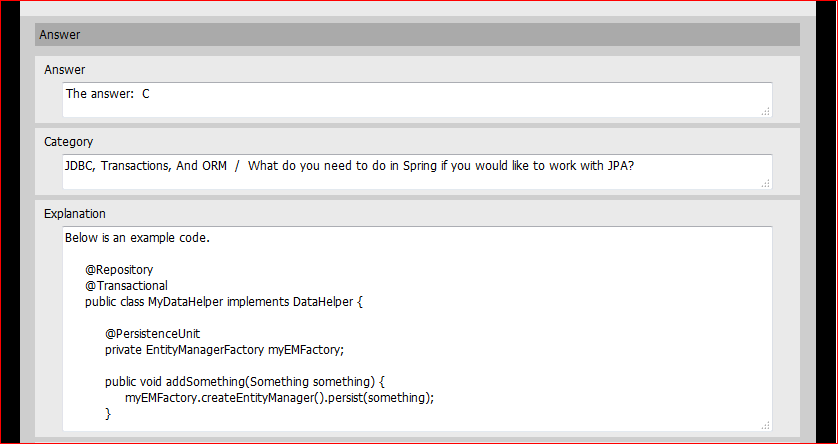 Answer
Answer
The answer:  C
Category
JDBC, Transactions, And ORM  /  What do you need to do in Spring if you would like to work with JPA?
Explanation
Below is an example code.
@Repository
@Transactional
public class MyDataHelper implements DataHelper {
@PersistenceUnit
private EntityManagerFactory myEMFactory;
public void addSomething(Something something) {
myEMFactory.createEntityManager().persist(something);
}